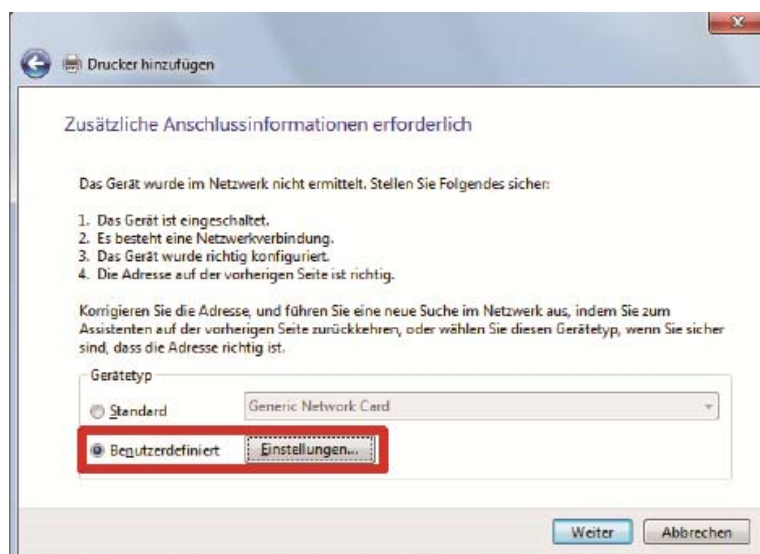 Drucker hinzufügen
Zusätzliche Anschlussinformationen erforderlich
Das Gerät wurde im Netzwerk nicht ermittelt. Stellen Sie Folgendes sicher:
1. Das Gerät ist eingeschaltet.
2. Es besteht eine Netzwerkverbindung.
3. Das Gerät wurde richtig konfiguriert.
4. Die Adresse auf der vorherigen Seite ist richtig.
Korrigieren Sie die Adresse, und führen Sie eine neue Suche im Netzwerk aus, indem Sie zum
Assistenten auf der vorherigen Seite zurückkehren, oder wählen Sie diesen Gerätetyp, wenn Sie sicher
sind, dass die Adresse richtig ist.
Gerätetyp
Standard Generic Network Card
Benutzerdefiniert Einstellungen...
Weiter Abbrechen